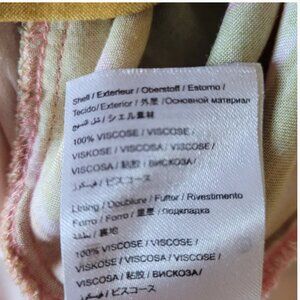 Shell / Exterieur / Oberstoff / Estorno /
Tecido / Exterior / 外层 / Основной материал
/ シェル素材
100% VISCOSE / VISCOSE /
VISKOSE / VISCOSA / VISCOSE /
VISCOSA / 粘胶 / ВИСКОЗА /
/ ビスコース
Lining / Doublure / Futter / Rivestimento
Forro / Forro / 里层 / Подкладка
/ 裏地
100% VISCOSE / VISCOSE /
VISKOSE / VISCOSA / VISCOSE /
VISCOSA / 粘胶 / ВИСКОЗА /
/ ビスコース